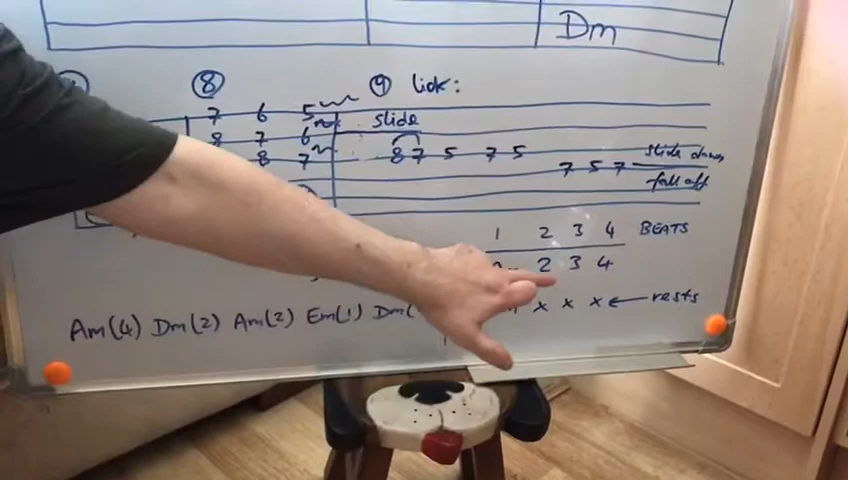 Dm
8 9 lick:
7 6 5
slide
8 7 6
8 7 8 7 5 7 5 slide down
7 5 7 fall off
1 2 3 4 BEATS
2 3 4
Am(4) Dm(2) Am(2) Em(1) Dm( x x x ← rests